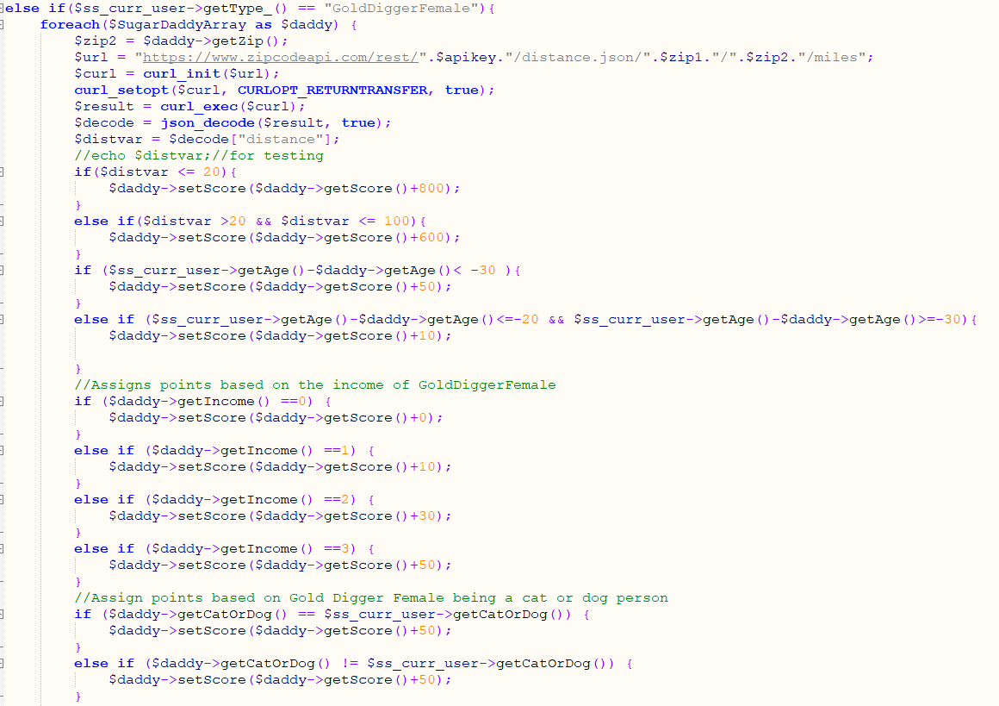 else if($ss_curr_user->getType_() == "GoldDiggerFemale"){
foreach($SugarDaddyArray as $daddy) {
$zip2 = $daddy->getZip();
$url = "https://www.zipcodeapi.com/rest/".$apikey."/distance.json/".$zip1."/".$zip2."/miles";
$curl = curl_init($url);
curl_setopt($curl, CURLOPT_RETURNTRANSFER, true);
$result = curl_exec($curl);
$decode = json_decode($result, true);
$distvar = $decode["distance"];
//echo $distvar;//for testing
if($distvar <= 20){
$daddy->setScore($daddy->getScore()+800);
}
else if($distvar >20 && $distvar <= 100){
$daddy->setScore($daddy->getScore()+600);
}
if ($ss_curr_user->getAge()-$daddy->getAge()< -30 ){
$daddy->setScore($daddy->getScore()+50);
}
else if ($ss_curr_user->getAge()-$daddy->getAge()<=-20 && $ss_curr_user->getAge()-$daddy->getAge()>=-30){
$daddy->setScore($daddy->getScore()+10);
}
//Assigns points based on the income of GoldDiggerFemale
if ($daddy->getIncome() ==0) {
$daddy->setScore($daddy->getScore()+0);
}
else if ($daddy->getIncome() ==1) {
$daddy->setScore($daddy->getScore()+10);
}
else if ($daddy->getIncome() ==2) {
$daddy->setScore($daddy->getScore()+30);
}
else if ($daddy->getIncome() ==3) {
$daddy->setScore($daddy->getScore()+50);
}
//Assign points based on Gold Digger Female being a cat or dog person
if ($daddy->getCatOrDog() == $ss_curr_user->getCatOrDog()) {
$daddy->setScore($daddy->getScore()+50);
}
else if ($daddy->getCatOrDog() != $ss_curr_user->getCatOrDog()) {
$daddy->setScore($daddy->getScore()+50);
}